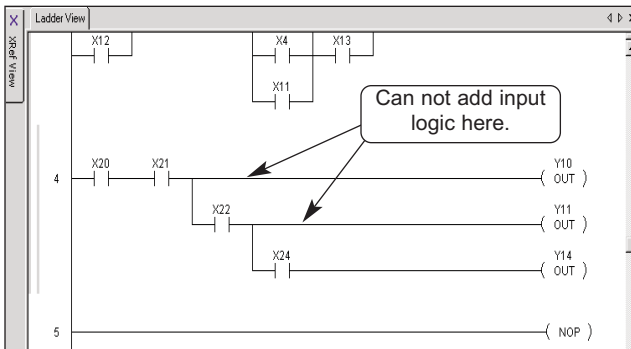 X
XRef View
Ladder View
X12
X4
X13
X11
Can not add input
logic here.
4
X20
X21
Y10
OUT
X22
Y11
OUT
X24
Y14
OUT
5
NOP